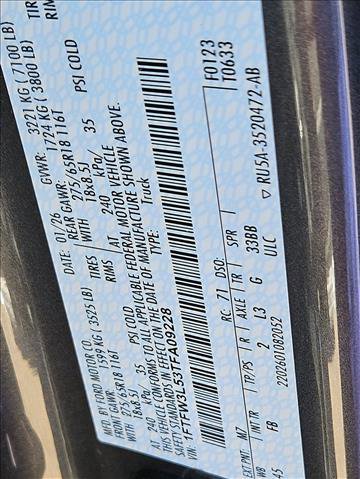 MFD. BY FORD MOTOR CO.
DATE: 01/26 GVWR: 3221 KG (7100 LB)
FRONT GAWR: 1599 KG (3525 LB) REAR GAWR: 1724 KG (3800 LB)
275/65R18 116T TIRES 275/65R18 116T TIRE
18x8.5J RIMS WITH 18x8.5J RIM
AT 240 kPa/ 35 PSI COLD AT 240 kPa/ 35 PSI COLD
THIS VEHICLE CONFORMS TO ALL APPLICABLE FEDERAL MOTOR VEHICLE
SAFETY STANDARDS IN EFFECT ON THE DATE OF MANUFACTURE SHOWN ABOVE.
VIN: 1FTFW3L53TFA09228 TYPE: Truck
F0123
T0633
EXT PNT: M7 RC: 71 DSO:
WB INT TR TP/PS R AXLE TR SPR
45 FB 2 L3 G 33BB
ULC
2202601082052
▽ RU5A-3520472-AB